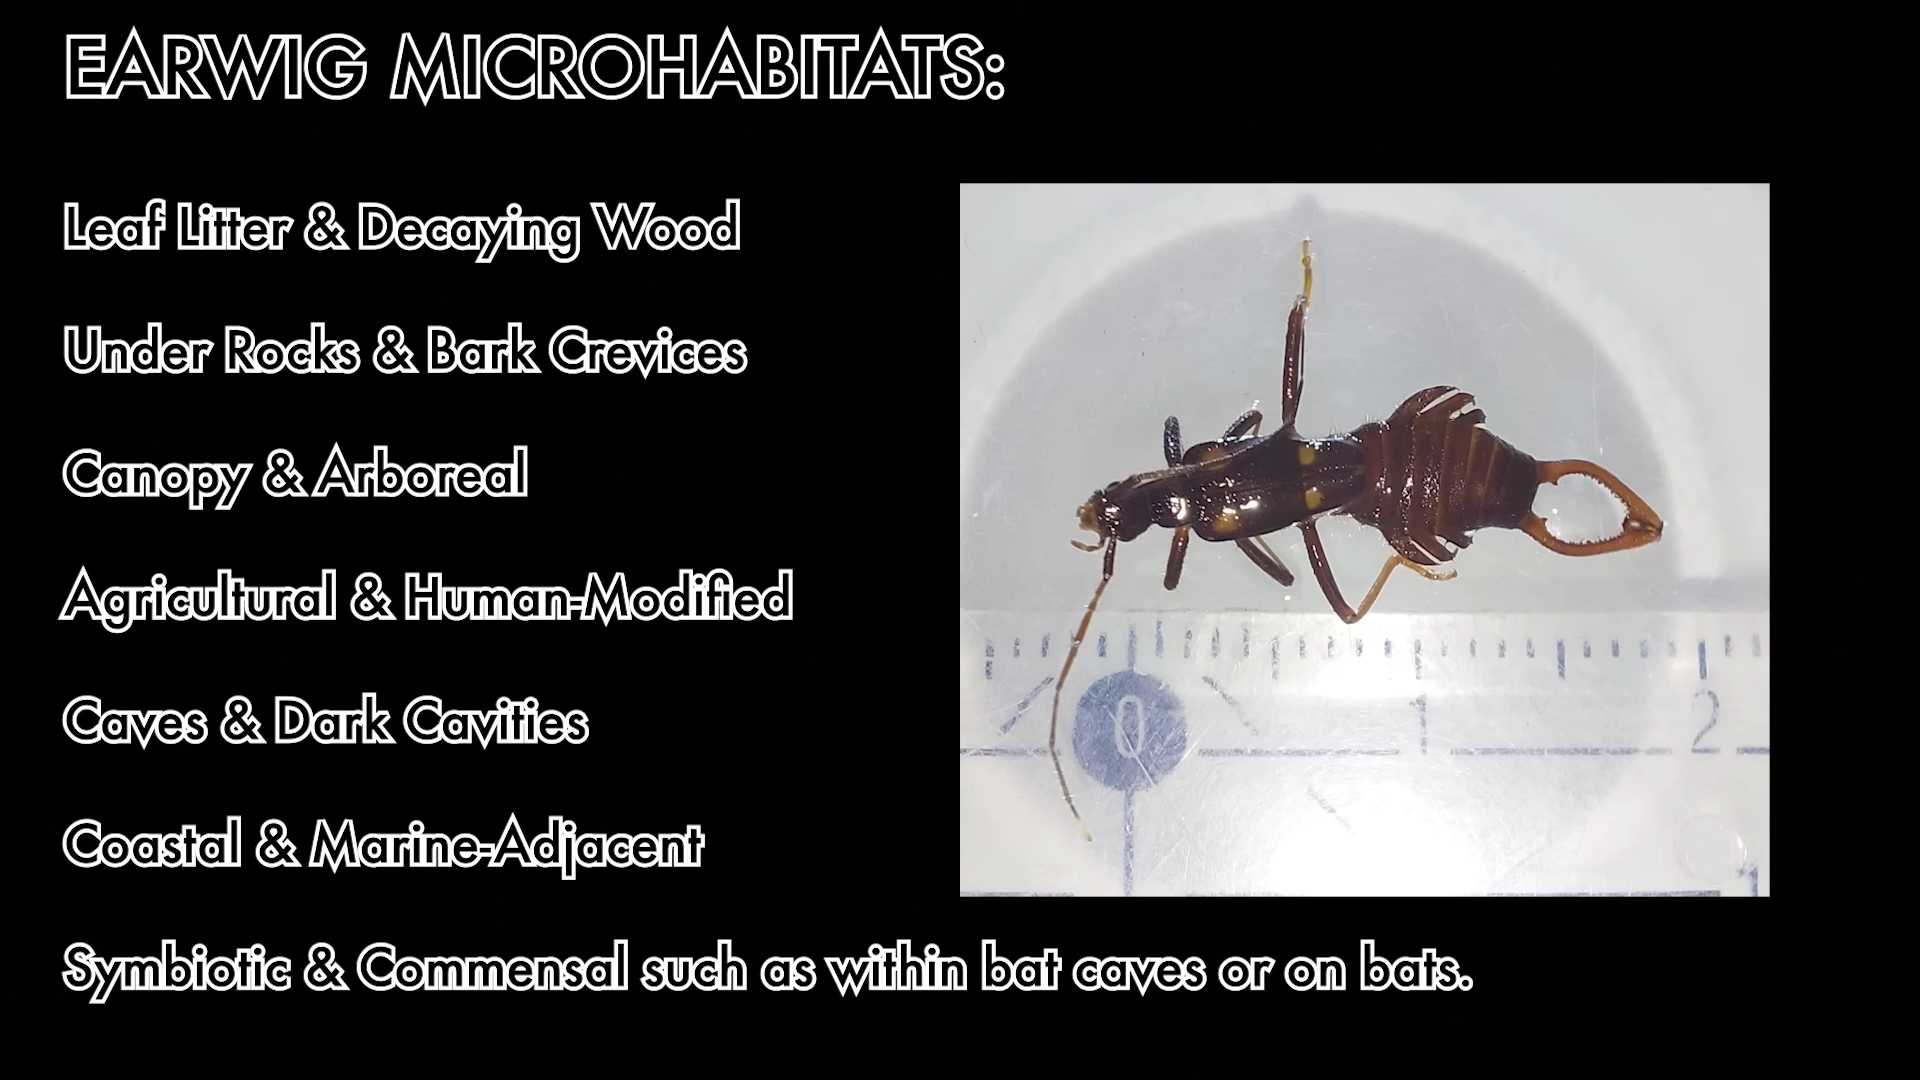 EARWIG MICROHABITATS:
Leaf Litter & Decaying Wood
Under Rocks & Bark Crevices
Canopy & Arboreal
Agricultural & Human-Modified
Caves & Dark Cavities
Coastal & Marine-Adjacent
Symbiotic & Commensal such as within bat caves or on bats.
0 1 2
1